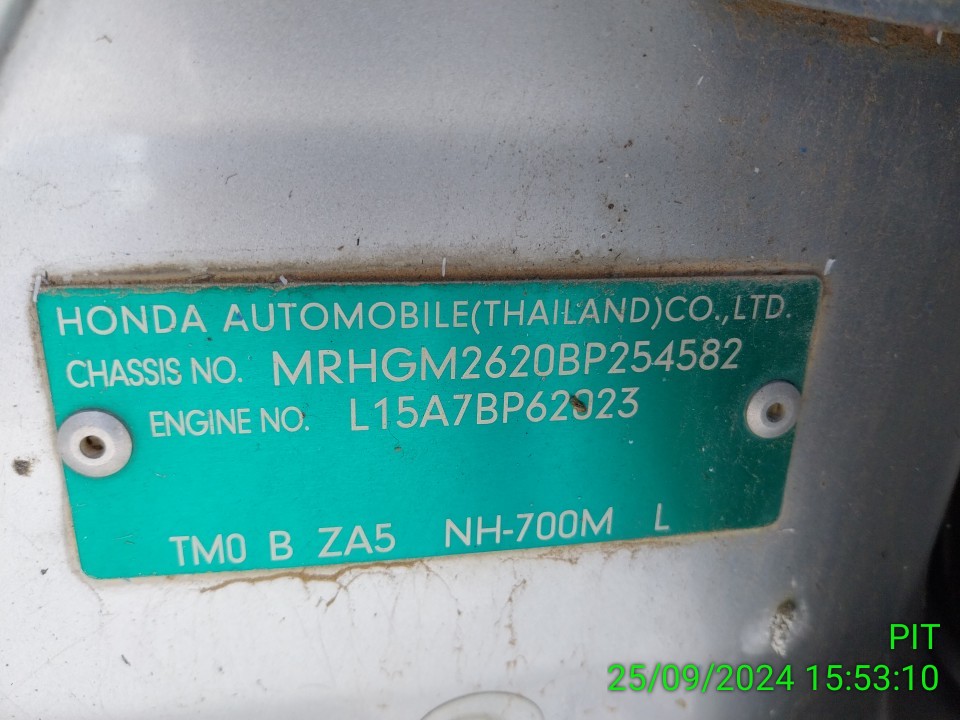 HONDA AUTOMOBILE(THAILAND)CO.,LTD.
CHASSIS NO. MRHGM2620BP254582
ENGINE NO. L15A7BP62023
TM0 B ZA5 NH-700M L
PIT
25/09/2024 15:53:10